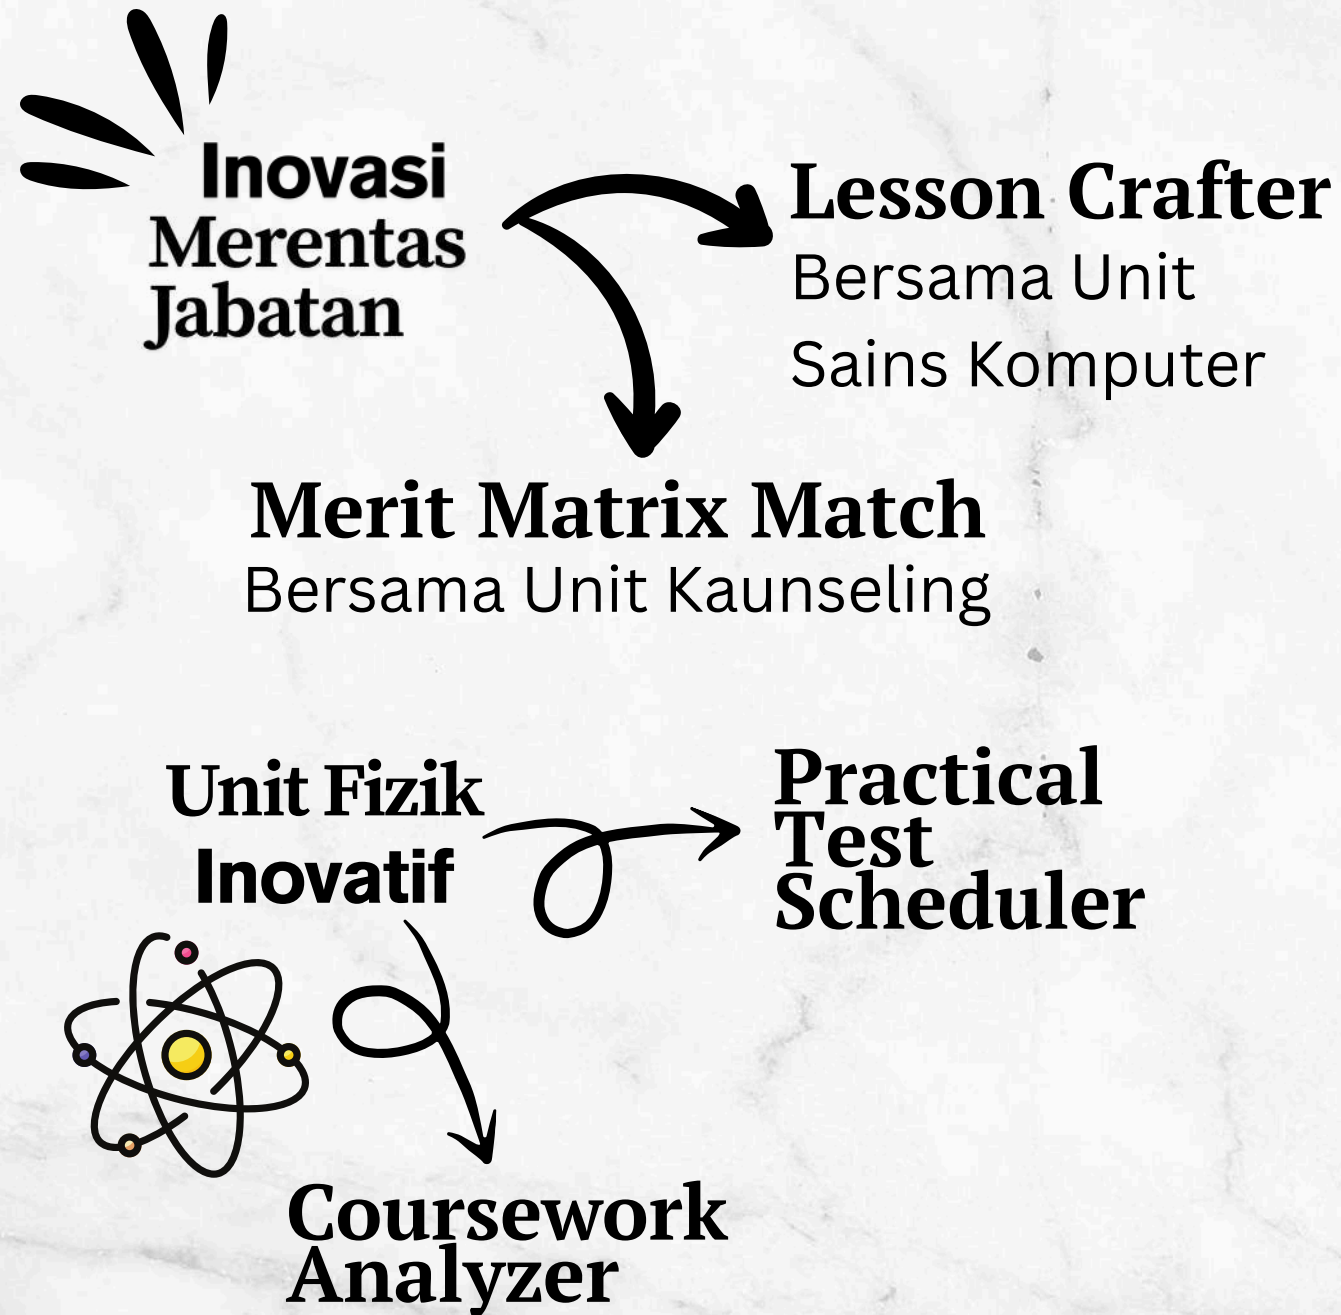 Inovasi
Merentas
Jabatan
Lesson Crafter
Bersama Unit
Sains Komputer
Merit Matrix Match
Bersama Unit Kaunseling
Unit Fizik
Inovatif
Practical
Test
Scheduler
Coursework
Analyzer